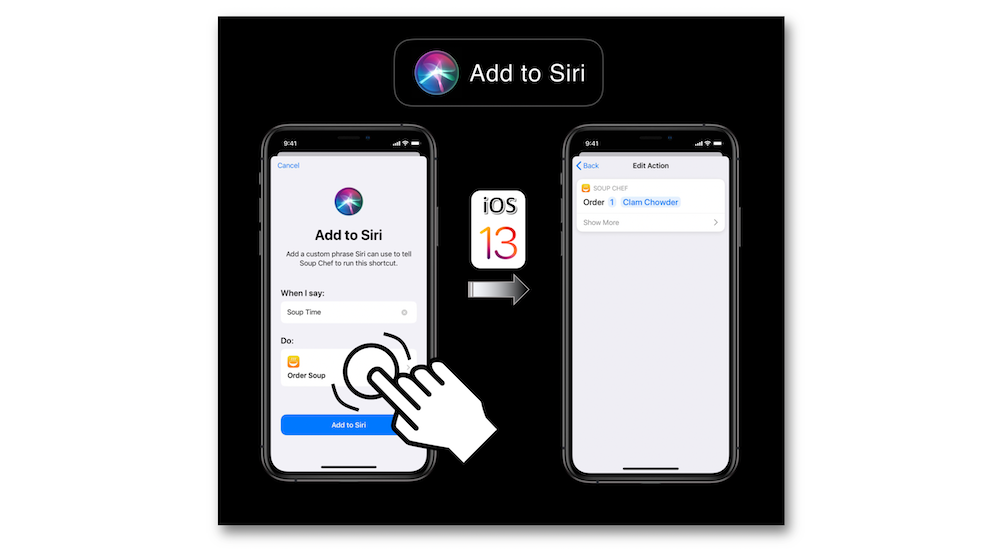 Add to Siri
9:41
Cancel
Add to Siri
Add a custom phrase Siri can use to tell
Soup Chef to run this shortcut.
When I say:
Soup Time
Do:
Order Soup
Add to Siri
iOS
13
9:41
Back Edit Action
SOUP CHEF
Order 1 Clam Chowder
Show More